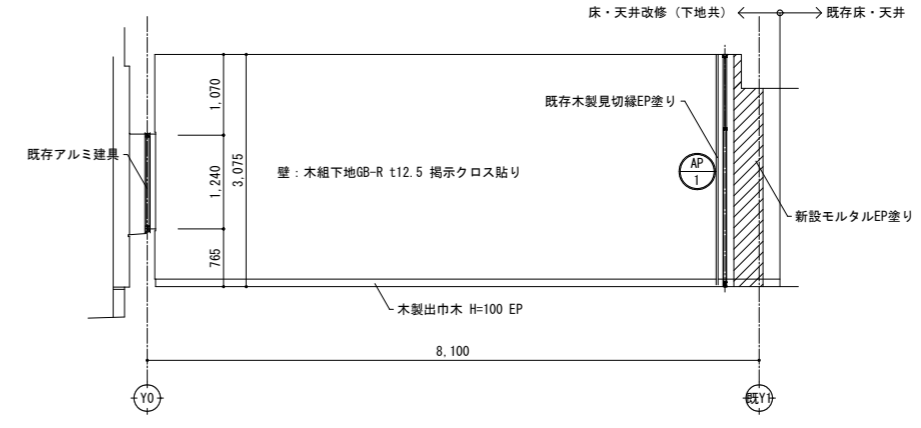 床・天井改修（下地共）
既存床・天井
1,070
既存木製見切縁EP塗り
既存アルミ建具
1,240
3,075
壁：木組下地GB-R t12.5 掲示クロス貼り
AP
1
新設モルタルEP塗り
765
木製出巾木 H=100 EP
8,100
Y0
既Y1